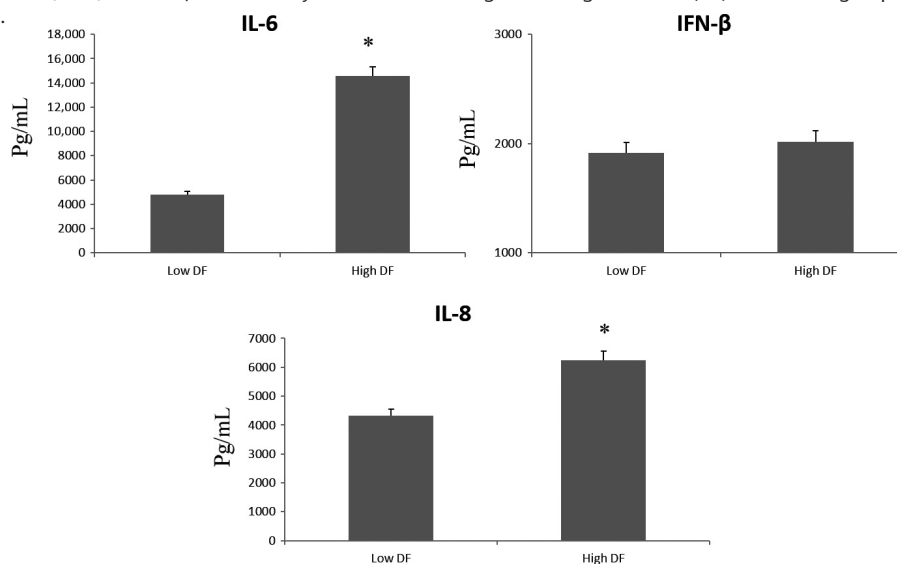 .
IL-6
18,000
16,000
14,000
12,000
10,000
8000
6000
4000
2000
0
Pg/mL
*
Low DF
High DF
IFN-β
3000
2000
1000
Pg/mL
Low DF
High DF
IL-8
7000
6000
5000
4000
3000
2000
1000
0
Pg/mL
*
Low DF
High DF